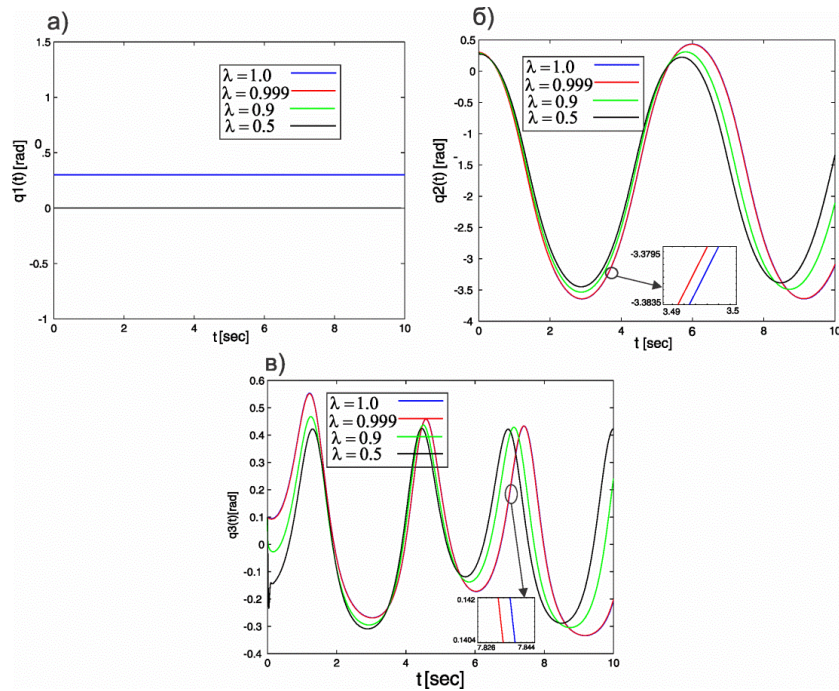 а)
1.5
1
0.5
0
-0.5
-1
q1(t) [rad]
λ = 1.0
λ = 0.999
λ = 0.9
λ = 0.5
0 2 4 6 8 10
t [sec]
б)
0.5
0
-0.5
-1
-1.5
-2
-2.5
-3
-3.5
-4
q2(t) [rad]
λ = 1.0
λ = 0.999
λ = 0.9
λ = 0.5
-3.3795
-3.3835
3.49 3.5
0 2 4 6 8 10
t [sec]
в)
0.6
0.5
0.4
0.3
0.2
0.1
0
-0.1
-0.2
-0.3
-0.4
q3(t)[rad]
λ = 1.0
λ = 0.999
λ = 0.9
λ = 0.5
0.142
0.1404
7.826 7.844
0 2 4 6 8 10
t [sec]